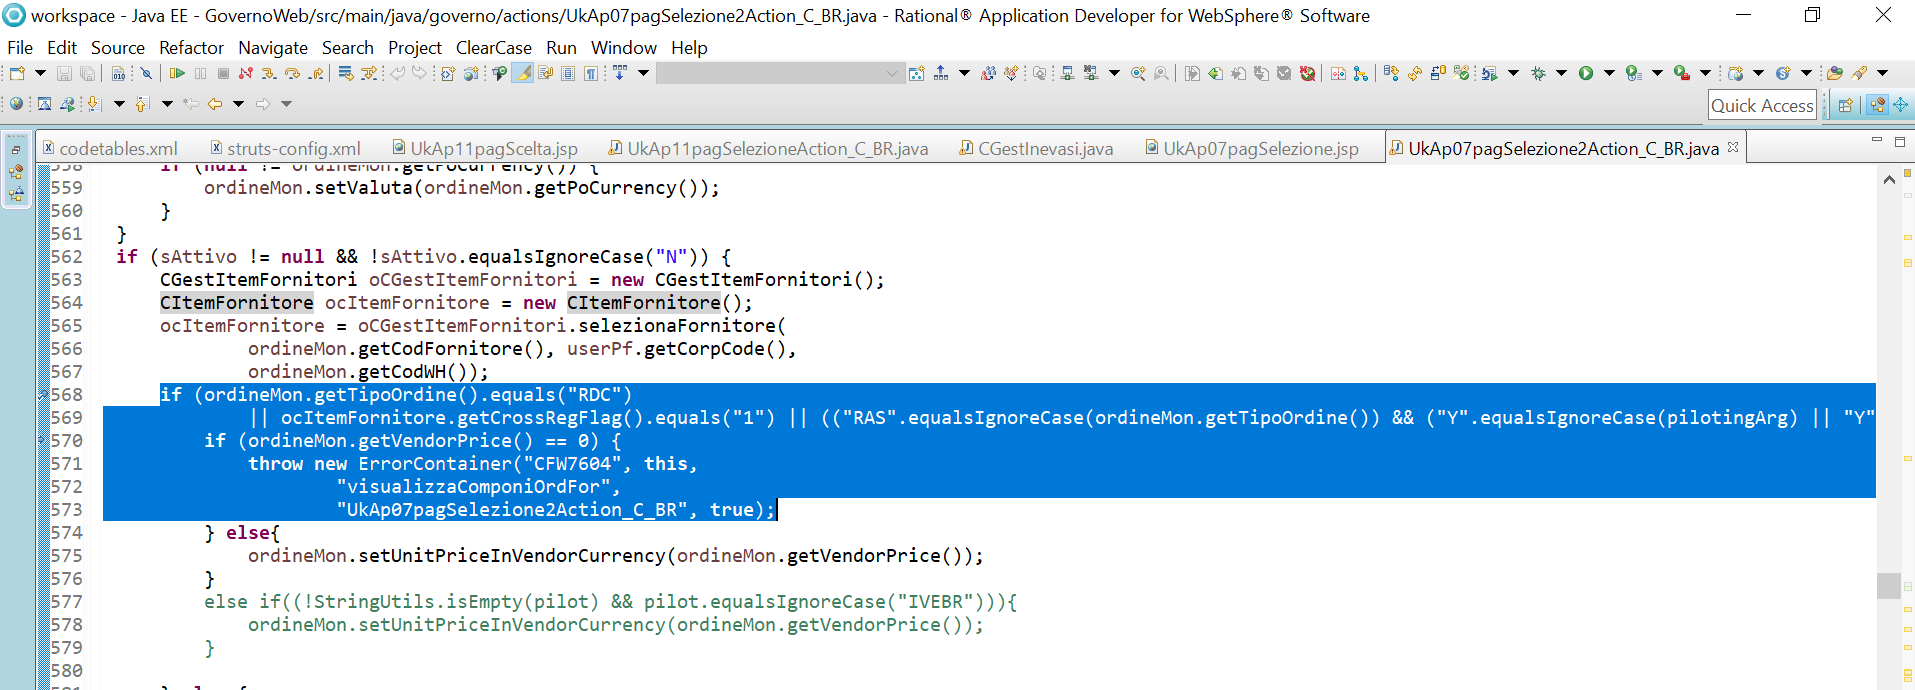 workspace - Java EE - GovernoWeb/src/main/java/governo/actions/UkAp07pagSelezione2Action_C_BR.java - Rational® Application Developer for WebSphere® Software
File Edit Source Refactor Navigate Search Project ClearCase Run Window Help
Quick Access
codetables.xml struts-config.xml UkAp11pagScelta.jsp UkAp11pagSelezioneAction_C_BR.java CGestInevasi.java UkAp07pagSelezione.jsp UkAp07pagSelezione2Action_C_BR.java
558 if (null != ordineMon.getPoCurrency()) {
559 ordineMon.setValuta(ordineMon.getPoCurrency());
560 }
561 }
562 if (sAttivo != null && !sAttivo.equalsIgnoreCase("N")) {
563 CGestItemFornitori oCGestItemFornitori = new CGestItemFornitori();
564 CItemFornitore ocItemFornitore = new CItemFornitore();
565 ocItemFornitore = oCGestItemFornitori.selezionaFornitore(
566 ordineMon.getCodFornitore(), userPf.getCorpCode(),
567 ordineMon.getCodWH());
568 if (ordineMon.getTipoOrdine().equals("RDC")
569 || ocItemFornitore.getCrossRegFlag().equals("1") || (("RAS".equalsIgnoreCase(ordineMon.getTipoOrdine()) && ("Y".equalsIgnoreCase(pilotingArg) || "Y"
570 if (ordineMon.getVendorPrice() == 0) {
571 throw new ErrorContainer("CFW7604", this,
572 "visualizzaComponiOrdFor",
573 "UkAp07pagSelezione2Action_C_BR", true);
574 } else{
575 ordineMon.setUnitPriceInVendorCurrency(ordineMon.getVendorPrice());
576 }
577 else if((!StringUtils.isEmpty(pilot) && pilot.equalsIgnoreCase("IVEBR"))){
578 ordineMon.setUnitPriceInVendorCurrency(ordineMon.getVendorPrice());
579 }
580